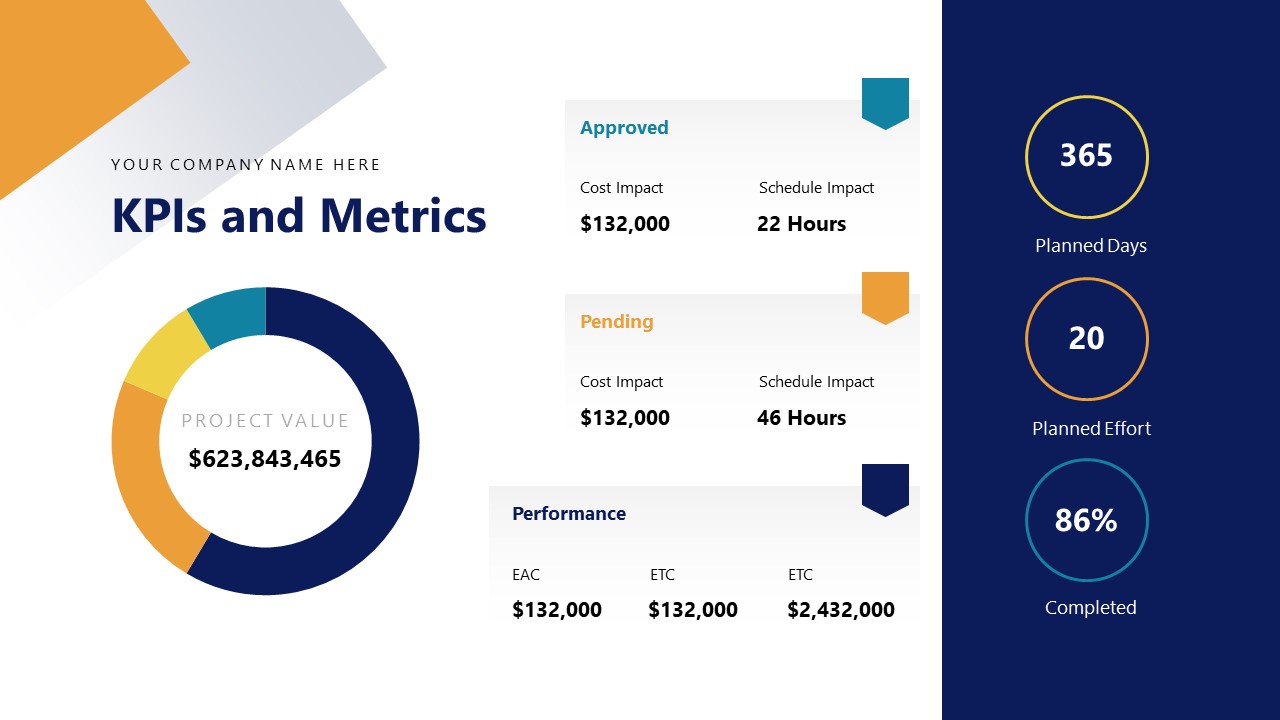 YOUR COMPANY NAME HERE
KPIs and Metrics
PROJECT VALUE
$623,843,465
Approved
Cost Impact Schedule Impact
$132,000 22 Hours
Pending
Cost Impact Schedule Impact
$132,000 46 Hours
Performance
EAC ETC ETC
$132,000 $132,000 $2,432,000
365
Planned Days
20
Planned Effort
86%
Completed